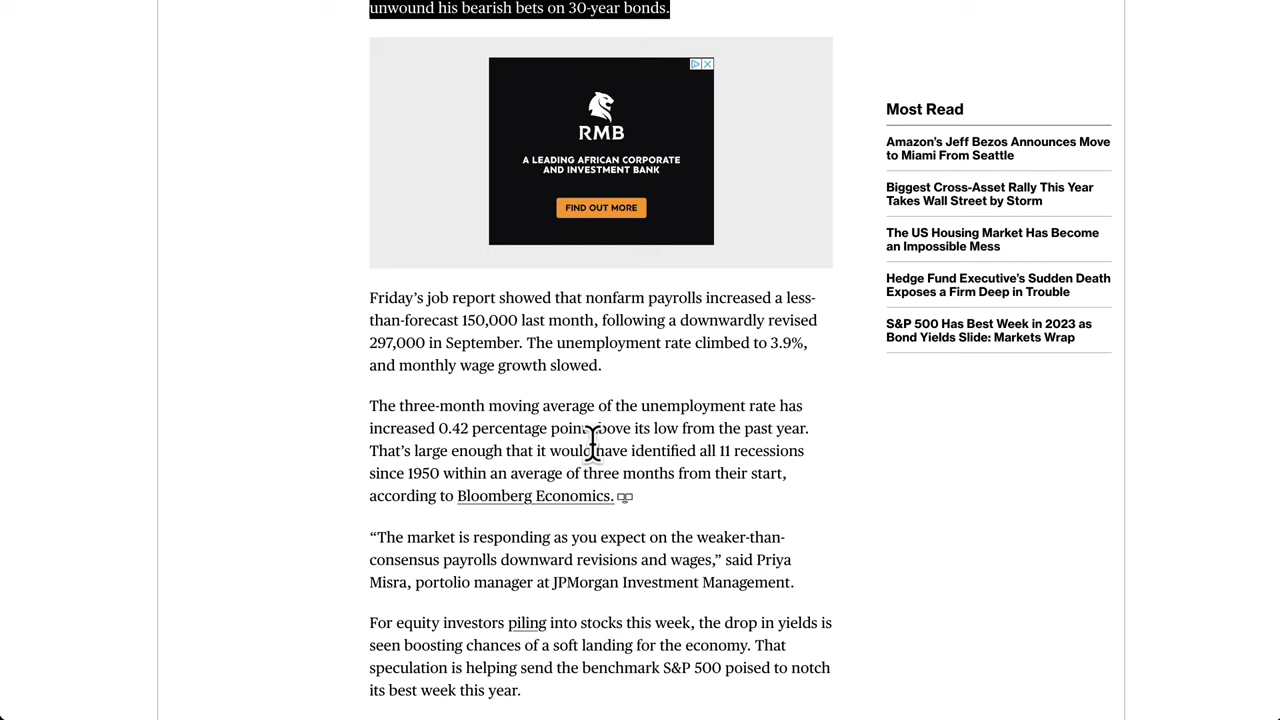 unwound his bearish bets on 30-year bonds.
RMB
A LEADING AFRICAN CORPORATE
AND INVESTMENT BANK
FIND OUT MORE
Friday’s job report showed that nonfarm payrolls increased a less-
than-forecast 150,000 last month, following a downwardly revised
297,000 in September. The unemployment rate climbed to 3.9%,
and monthly wage growth slowed.
The three-month moving average of the unemployment rate has
increased 0.42 percentage point above its low from the past year.
That’s large enough that it would have identified all 11 recessions
since 1950 within an average of three months from their start,
according to Bloomberg Economics.
“The market is responding as you expect on the weaker-than-
consensus payrolls downward revisions and wages,” said Priya
Misra, portolio manager at JPMorgan Investment Management.
For equity investors piling into stocks this week, the drop in yields is
seen boosting chances of a soft landing for the economy. That
speculation is helping send the benchmark S&P 500 poised to notch
its best week this year.
Most Read
Amazon’s Jeff Bezos Announces Move
to Miami From Seattle
Biggest Cross-Asset Rally This Year
Takes Wall Street by Storm
The US Housing Market Has Become
an Impossible Mess
Hedge Fund Executive’s Sudden Death
Exposes a Firm Deep in Trouble
S&P 500 Has Best Week in 2023 as
Bond Yields Slide: Markets Wrap